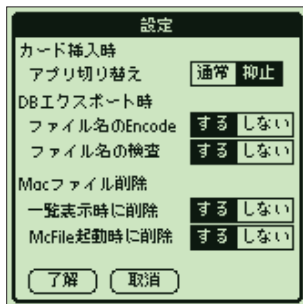 設定
カード挿入時
アプリ切り替え 通常 抑止
DBエクスポート時
ファイル名のEncode する しない
ファイル名の検査 する しない
Macファイル削除
一覧表示時に削除 する しない
McFile起動時に削除 する しない
了解 取消